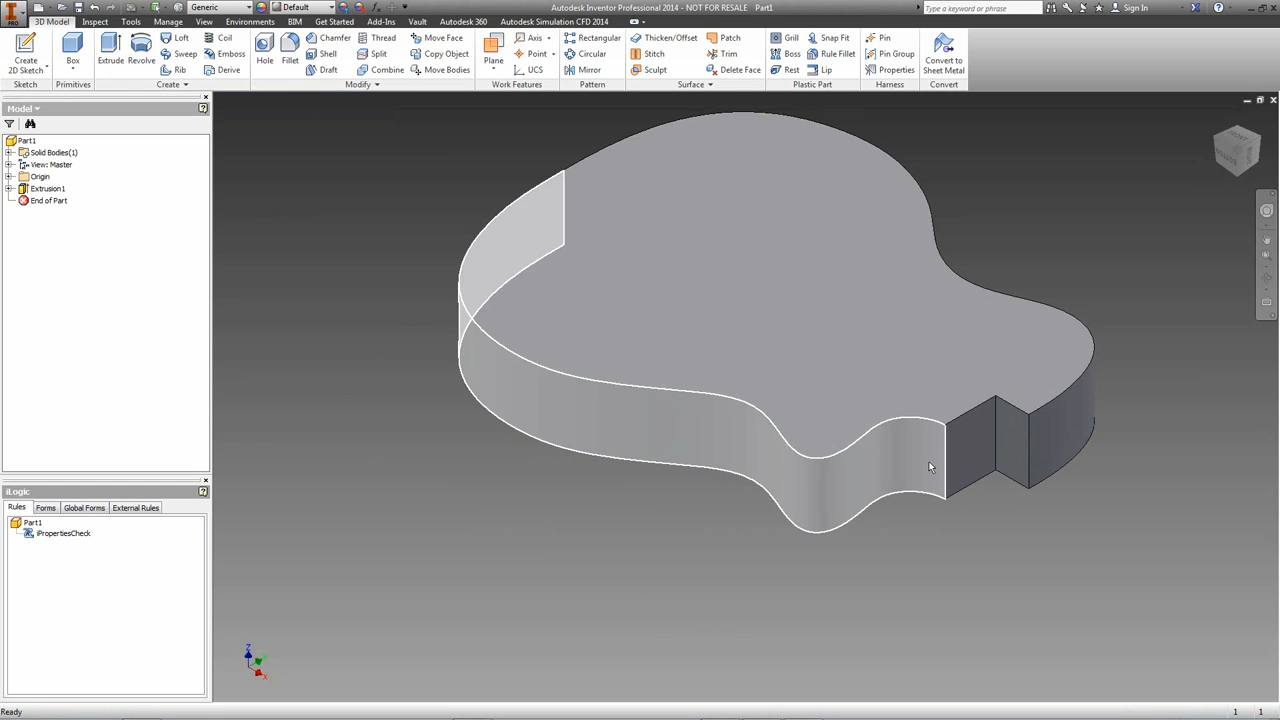 Generic
Default
Autodesk Inventor Professional 2014 - NOT FOR RESALE   Part1
Type a keyword or phrase
Sign In
PRO
3D Model
Inspect
Tools
Manage
View
Environments
BIM
Get Started
Add-Ins
Vault
Autodesk 360
Autodesk Simulation CFD 2014
Create
2D Sketch
Box
Extrude
Revolve
Loft
Sweep
Rib
Coil
Emboss
Derive
Hole
Fillet
Chamfer
Shell
Draft
Thread
Split
Combine
Move Face
Copy Object
Move Bodies
Plane
Axis
Point
UCS
Rectangular
Circular
Mirror
Thicken/Offset
Stitch
Sculpt
Patch
Trim
Delete Face
Grill
Boss
Rest
Snap Fit
Rule Fillet
Lip
Pin
Pin Group
Properties
Convert to
Sheet Metal
Sketch
Primitives
Create
Modify
Work Features
Pattern
Surface
Plastic Part
Harness
Convert
Model
Part1
Solid Bodies(1)
View: Master
Origin
Extrusion1
End of Part
iLogic
Rules
Forms
Global Forms
External Rules
Part1
iPropertiesCheck
FRONT
Z
X
Ready
1
1